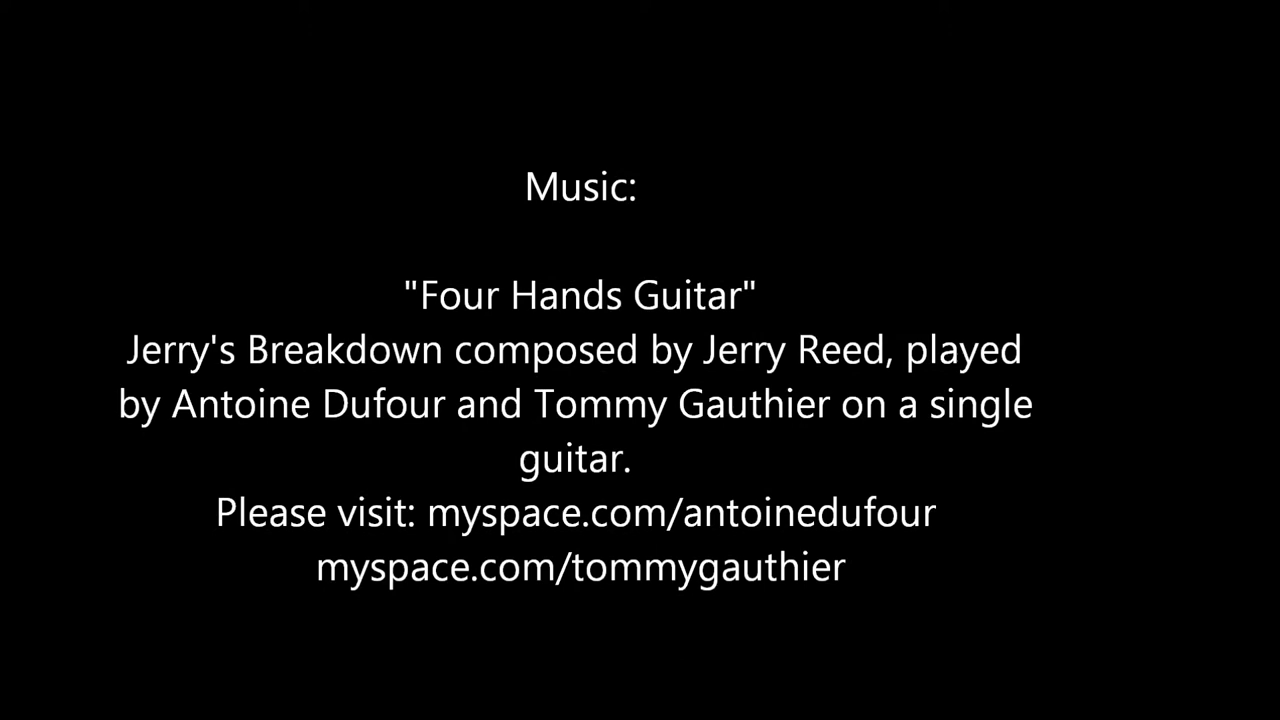 Music:
"Four Hands Guitar"
Jerry's Breakdown composed by Jerry Reed, played
by Antoine Dufour and Tommy Gauthier on a single
guitar.
Please visit: myspace.com/antoinedufour
myspace.com/tommygauthier